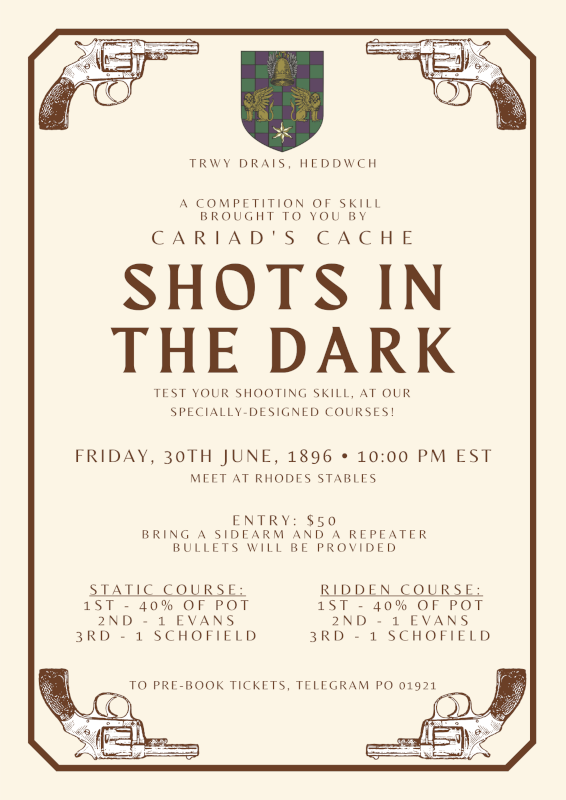 TRWY DRAIS, HEDDWCH
A COMPETITION OF SKILL
BROUGHT TO YOU BY
CARIAD'S CACHE
SHOTS IN
THE DARK
TEST YOUR SHOOTING SKILL, AT OUR
SPECIALLY-DESIGNED COURSES!
FRIDAY, 30TH JUNE, 1896 • 10:00 PM EST
MEET AT RHODES STABLES
ENTRY: $50
BRING A SIDEARM AND A REPEATER
BULLETS WILL BE PROVIDED
STATIC COURSE:
1ST - 40% OF POT
2ND - 1 EVANS
3RD - 1 SCHOFIELD
RIDDEN COURSE:
1ST - 40% OF POT
2ND - 1 EVANS
3RD - 1 SCHOFIELD
TO PRE-BOOK TICKETS, TELEGRAM PO 01921